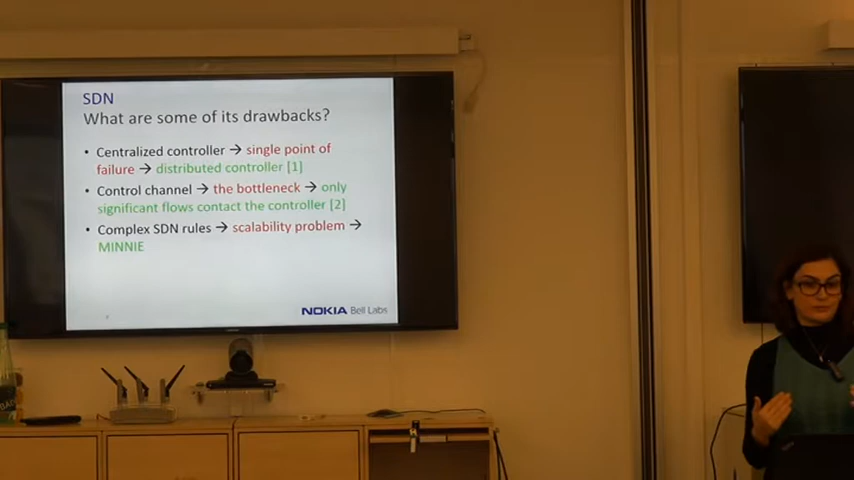 SDN
What are some of its drawbacks?
• Centralized controller → single point of
failure → distributed controller [1]
• Control channel → the bottleneck → only
significant flows contact the controller [2]
• Complex SDN rules → scalability problem →
MINNIE
NOKIA Bell Labs